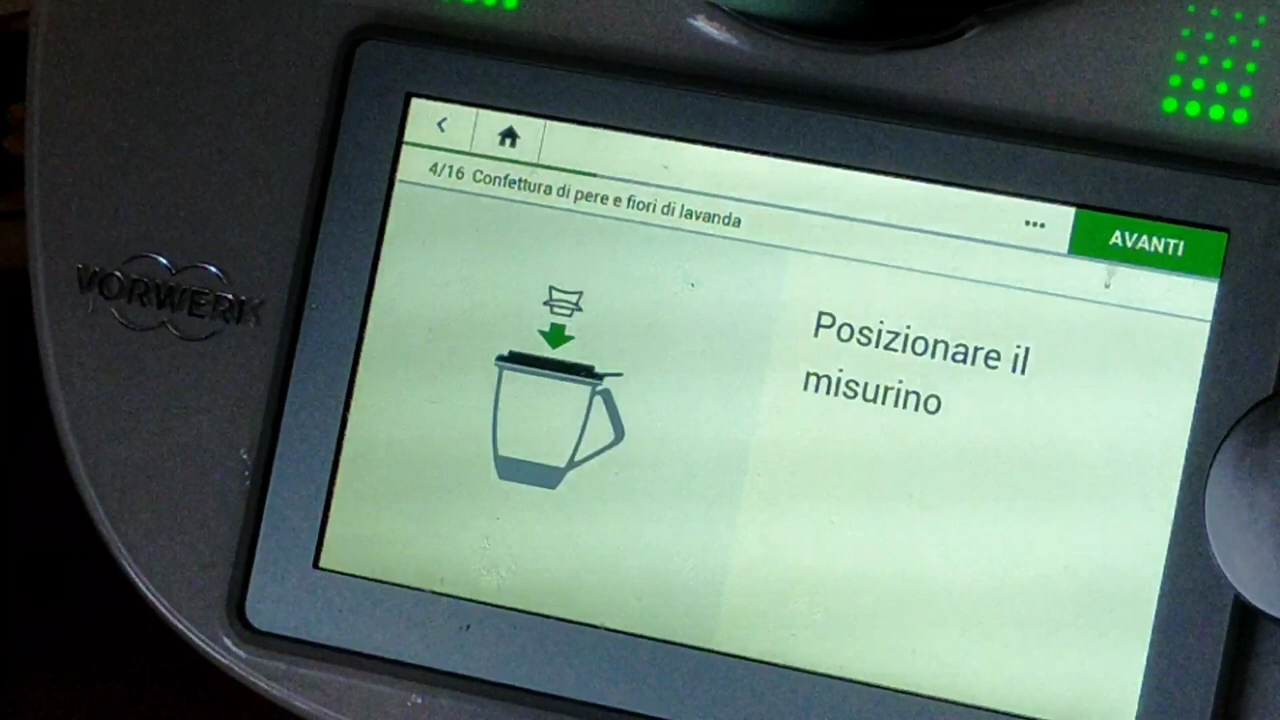 VORWERK
4/16 Confettura di pere e fiori di lavanda
AVANTI
Posizionare il
misurino